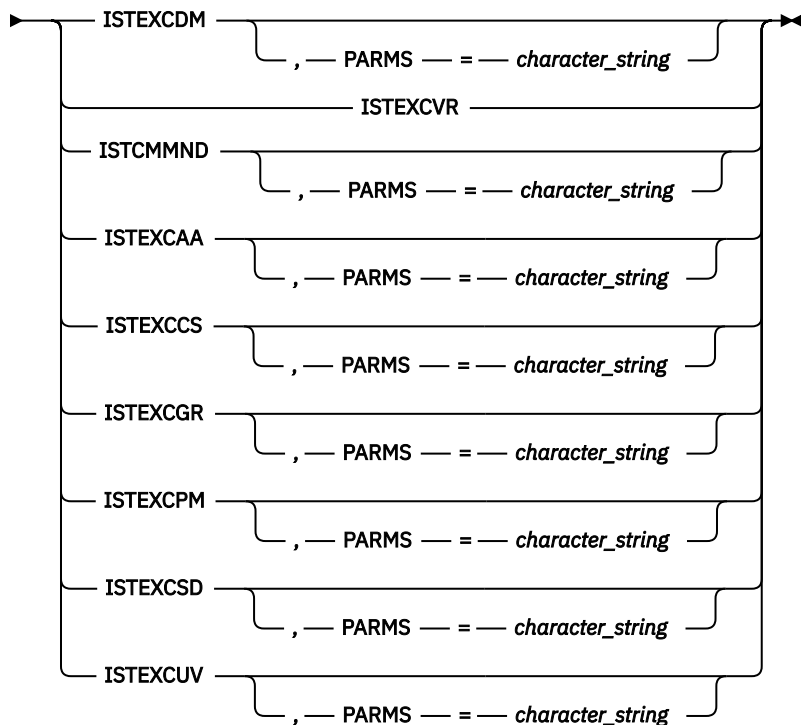 ISTEXCDM
, PARMS = character_string
ISTEXCVR
ISTCMMND
, PARMS = character_string
ISTEXCAA
, PARMS = character_string
ISTEXCCS
, PARMS = character_string
ISTEXCGR
, PARMS = character_string
ISTEXCPM
, PARMS = character_string
ISTEXCSD
, PARMS = character_string
ISTEXCUV
, PARMS = character_string